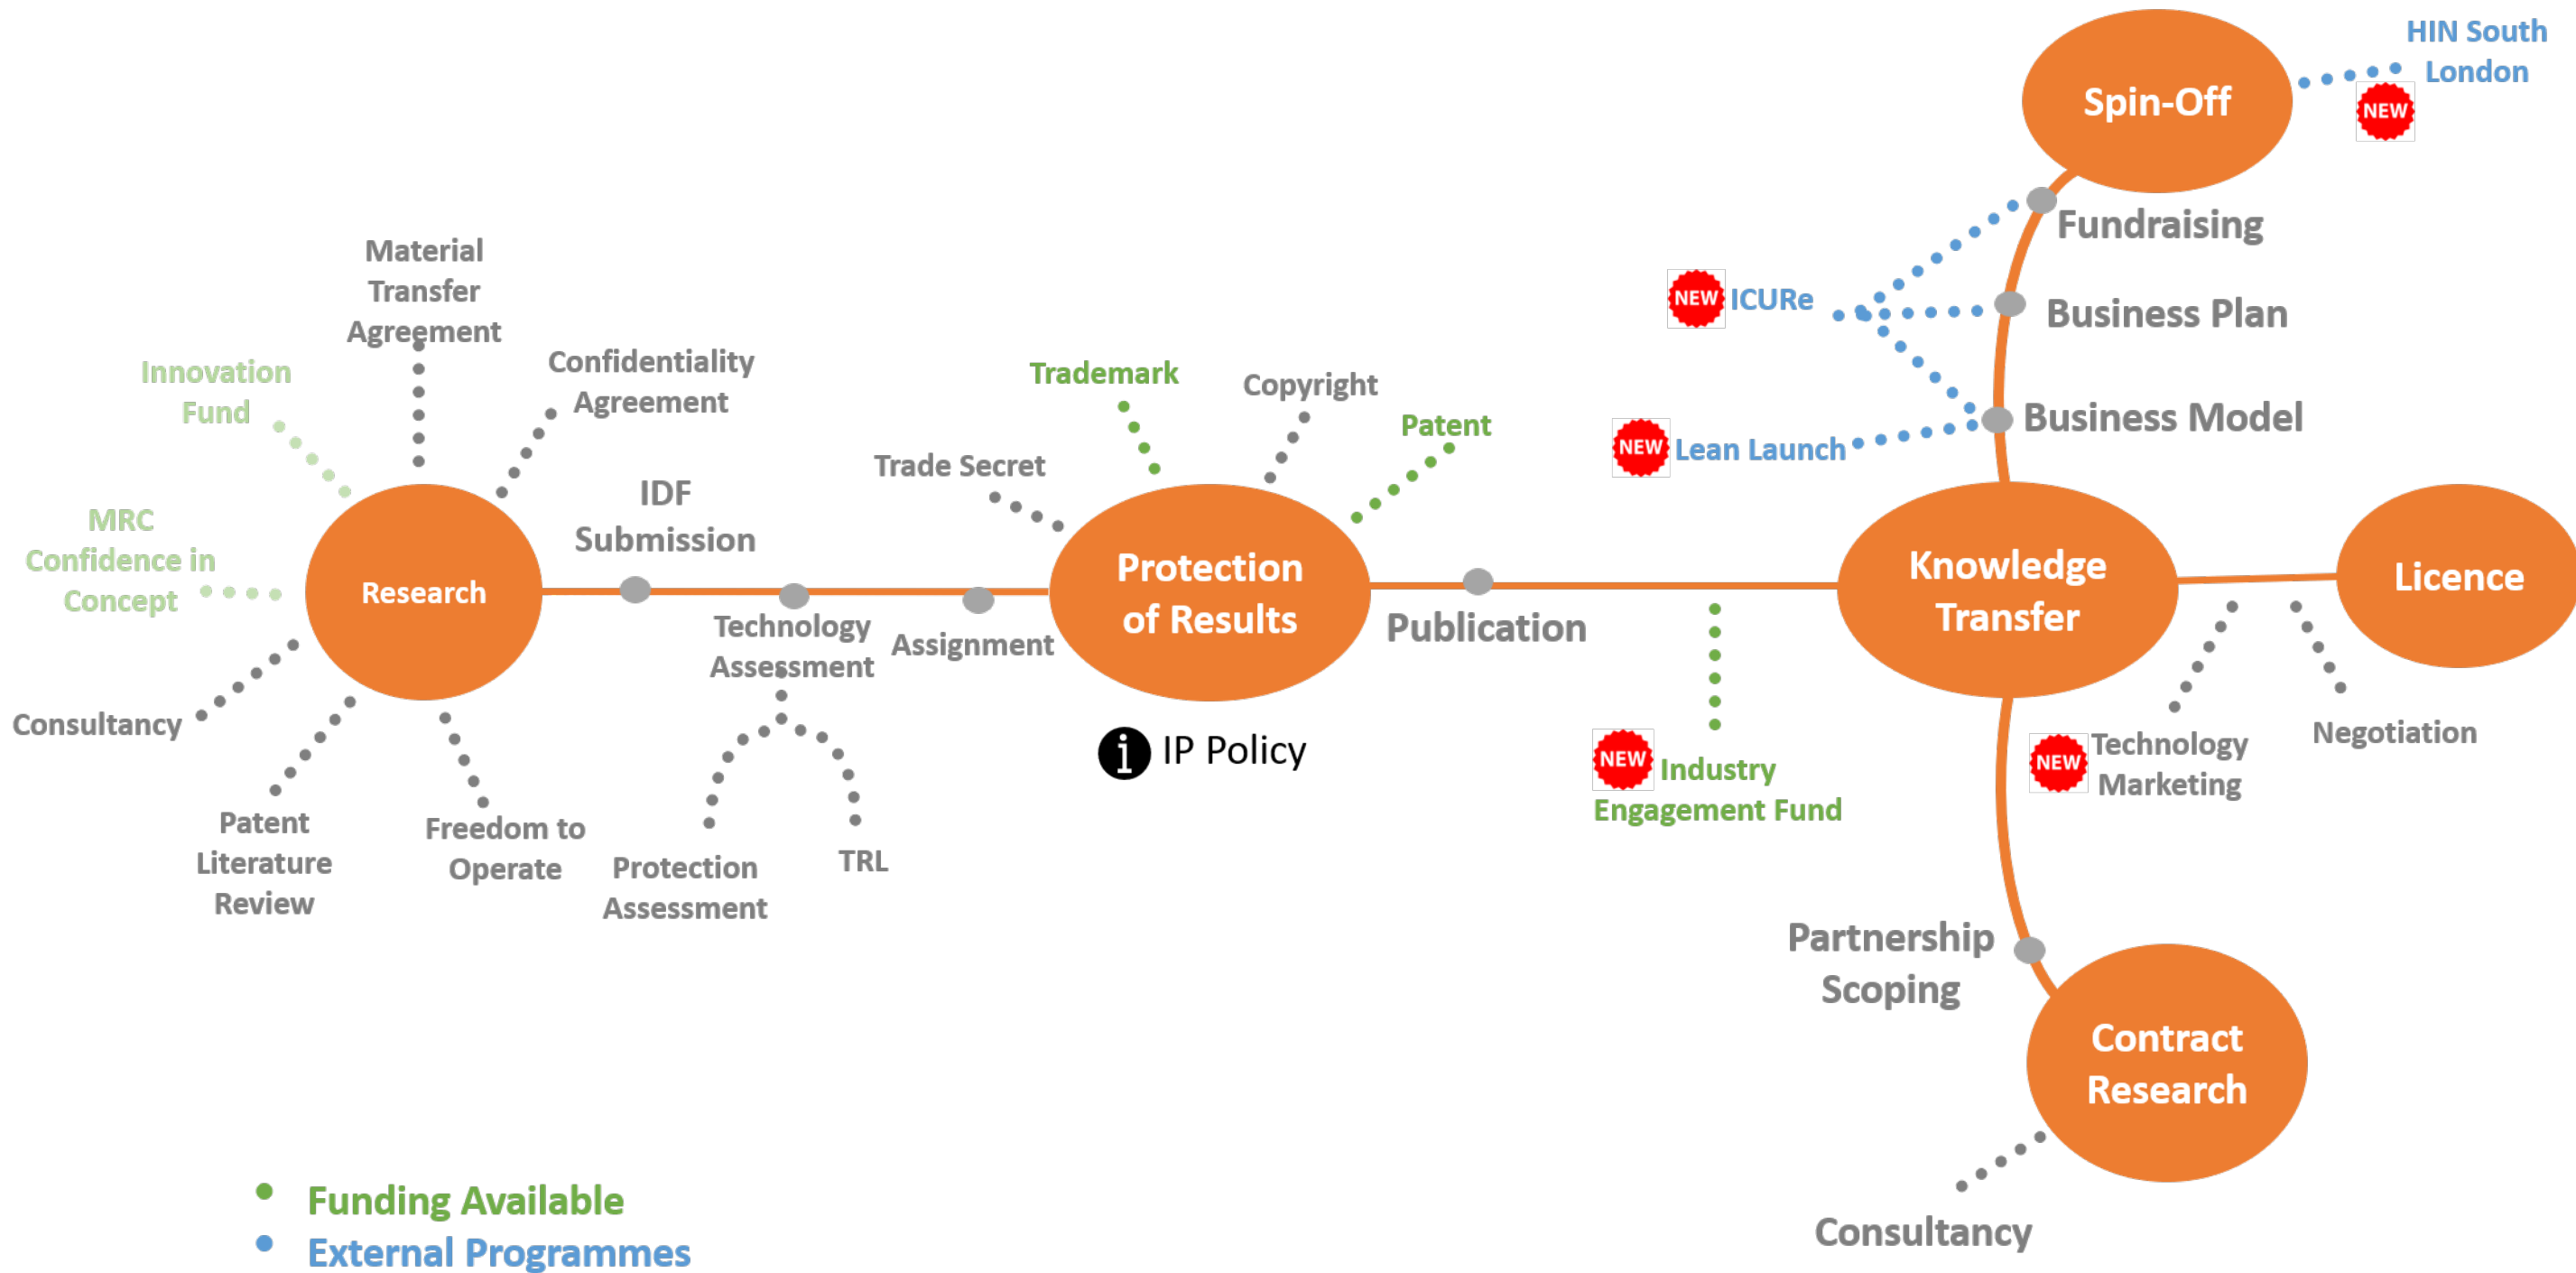 HIN South
London
NEW
Spin-Off
Fundraising
NEW
ICURe
Business Plan
Business Model
NEW
Lean Launch
Material
Transfer
Agreement
Confidentiality
Agreement
Innovation
Fund
MRC
Confidence in
Concept
Research
IDF
Submission
Consultancy
Patent
Literature
Review
Freedom to
Operate
Technology
Assessment
Assignment
Protection
Assessment
TRL
Trade Secret
Trademark
Copyright
Patent
Protection
of Results
i
IP Policy
Publication
NEW
Industry
Engagement Fund
Knowledge
Transfer
Licence
NEW
Technology
Marketing
Negotiation
Partnership
Scoping
Contract
Research
Consultancy
Funding Available
External Programmes